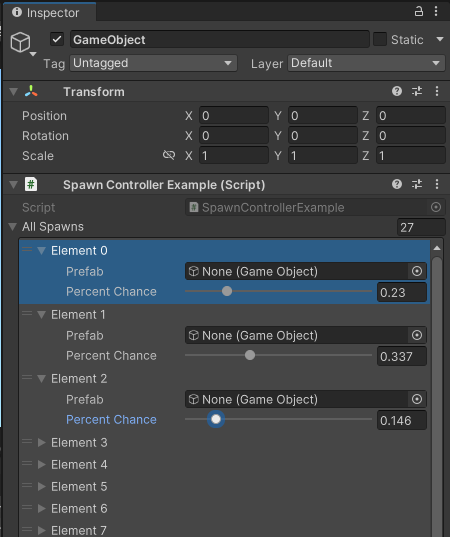 Inspector
GameObject Static
Tag Untagged Layer Default
Transform
Position X 0 Y 0 Z 0
Rotation X 0 Y 0 Z 0
Scale X 1 Y 1 Z 1
# Spawn Controller Example (Script)
Script # SpawnControllerExample
All Spawns 27
Element 0
Prefab None (Game Object)
Percent Chance 0.23
Element 1
Prefab None (Game Object)
Percent Chance 0.337
Element 2
Prefab None (Game Object)
Percent Chance 0.146
Element 3
Element 4
Element 5
Element 6
Element 7